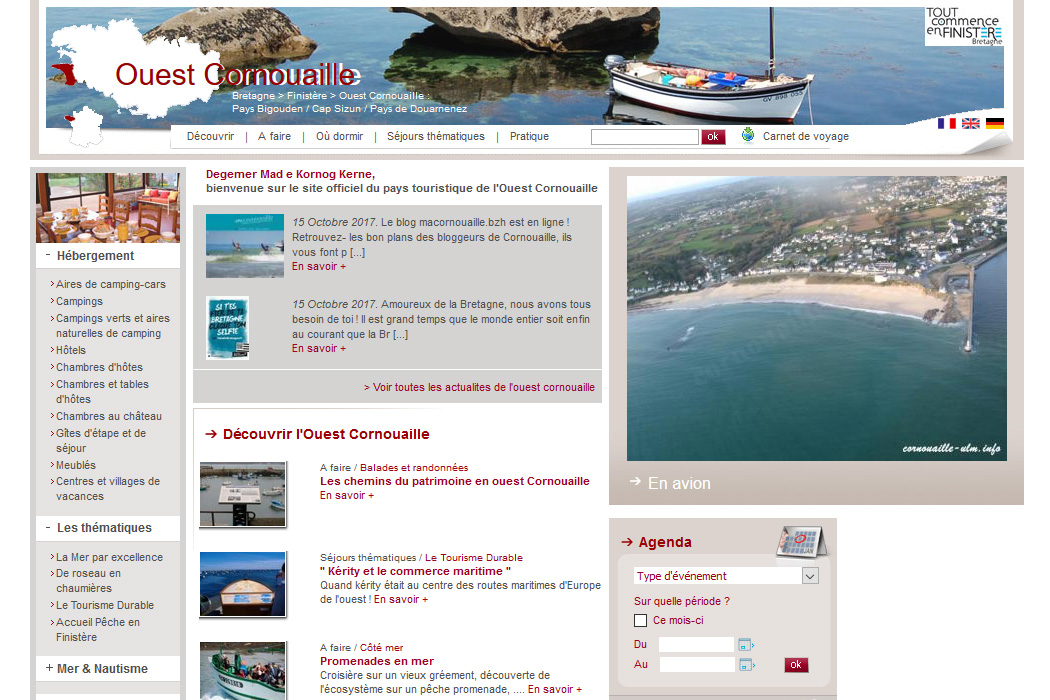 TOUT
commence
enFINISTÈRE
Bretagne
Ouest Cornouaille
Bretagne > Finistère > Ouest Cornouaille :
Pays Bigouden / Cap Sizun / Pays de Douarnenez
GV 898 055
Découvrir | A faire | Où dormir | Séjours thématiques | Pratique
ok
Carnet de voyage
- Hébergement
Aires de camping-cars
Campings
Campings verts et aires
naturelles de camping
Hôtels
Chambres d'hôtes
Chambres et tables
d'hôtes
Chambres au château
Gîtes d'étape et de
séjour
Meublés
Centres et villages de
vacances
- Les thématiques
La Mer par excellence
De roseau en
chaumières
Le Tourisme Durable
Accueil Pêche en
Finistère
+ Mer & Nautisme
Degemer Mad e Kornog Kerne,
bienvenue sur le site officiel du pays touristique de l'Ouest Cornouaille
15 Octobre 2017. Le blog macornouaille.bzh est en ligne !
Retrouvez- les bon plans des bloggeurs de Cornouaille, ils
vous font p [...]
En savoir +
SI T'ES
BRETAGNE,
SELFIE
15 Octobre 2017. Amoureux de la Bretagne, nous avons tous
besoin de toi ! Il est grand temps que le monde entier soit enfin
au courant que la Br [...]
En savoir +
> Voir toutes les actualites de l'ouest cornouaille
→ Découvrir l'Ouest Cornouaille
A faire / Balades et randonnées
Les chemins du patrimoine en ouest Cornouaille
En savoir +
Séjours thématiques / Le Tourisme Durable
" Kérity et le commerce maritime "
Quand kérity était au centre des routes maritimes d'Europe
de l'ouest ! En savoir +
A faire / Côté mer
Promenades en mer
Croisière sur un vieux gréement, découverte de
l'écosystème sur un pêche promenade, .... En savoir +
cornouaille-ulm.info
→ En avion
→ Agenda
JAN
Type d'événement
Sur quelle période ?
Ce mois-ci
Du
Au
ok